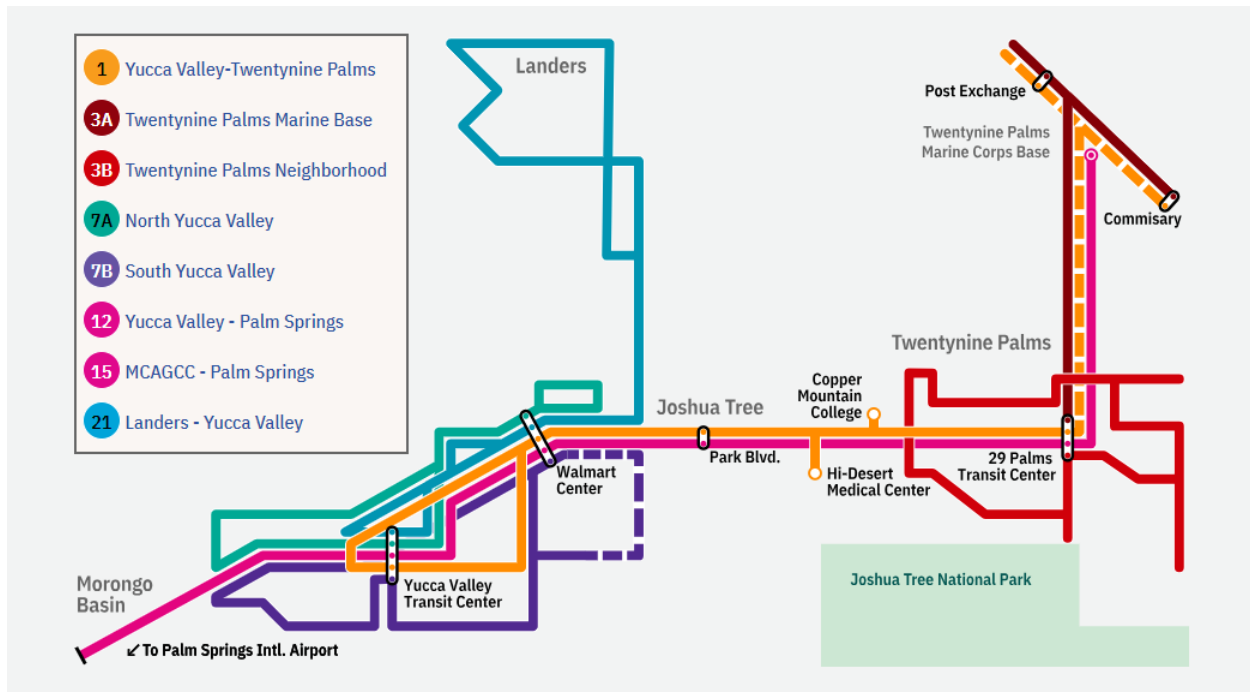 1 Yucca Valley-Twentynine Palms
3A Twentynine Palms Marine Base
3B Twentynine Palms Neighborhood
7A North Yucca Valley
7B South Yucca Valley
12 Yucca Valley - Palm Springs
15 MCAGCC - Palm Springs
21 Landers - Yucca Valley
Landers
Post Exchange
Twentynine Palms
Marine Corps Base
Commisary
Twentynine Palms
Copper
Mountain
College
Joshua Tree
Park Blvd.
Hi-Desert
Medical Center
29 Palms
Transit Center
Walmart
Center
Yucca Valley
Transit Center
Morongo
Basin
↙To Palm Springs Intl. Airport
Joshua Tree National Park